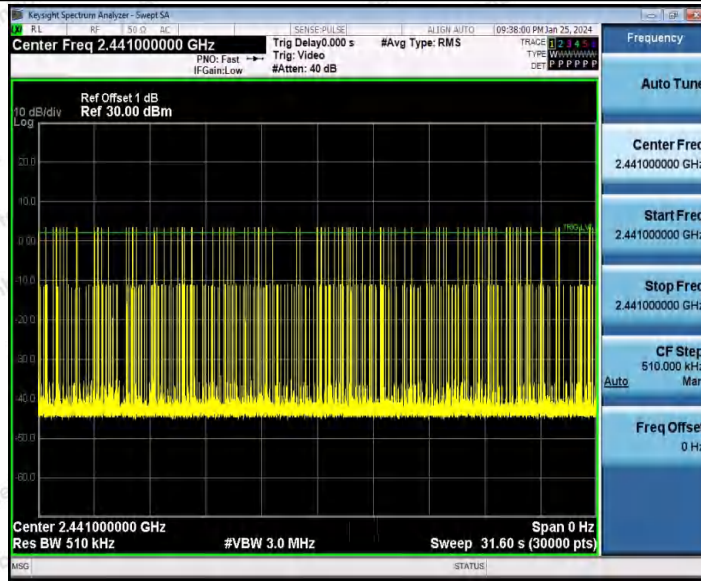 Keysight Spectrum Analyzer - Swept SA
RL RF 50 Ω AC SENSE:PULSE ALIGN AUTO 09:38:00 PM Jan 25, 2024
Center Freq 2.441000000 GHz
PNO: Fast
IFGain:Low
Trig Delay0.000 s
Trig: Video
#Atten: 40 dB
#Avg Type: RMS
TRACE 1 2 3 4 5 6
TYPE WWWWWW
DET P P P P P P
Ref Offset 1 dB
10 dB/div Ref 30.00 dBm
Log
20.0
10.0
0.00
-10.0
-20.0
-30.0
-40.0
-50.0
-60.0
TRIG LVL
Center 2.441000000 GHz Span 0 Hz
Res BW 510 kHz #VBW 3.0 MHz Sweep 31.60 s (30000 pts)
MSG STATUS
Frequency
Auto Tune
Center Freq
2.441000000 GHz
Start Freq
2.441000000 GHz
Stop Freq
2.441000000 GHz
CF Step
510.000 kHz
Auto Man
Freq Offset
0 Hz